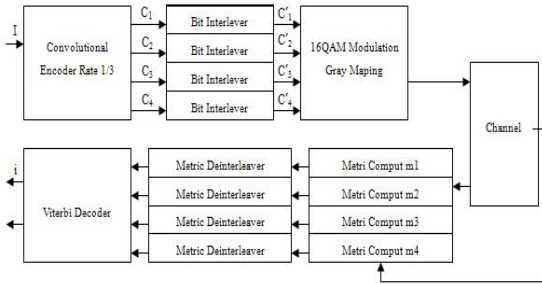 I
Convolutional
Encoder Rate 1/3
C1
C2
C3
C4
Bit Interlever
Bit Interlever
Bit Interlever
Bit Interlever
C'1
C'2
C'3
C'4
16QAM Modulation
Gray Maping
Channel
i
Viterbi Decoder
Metric Deinterleaver
Metric Deinterleaver
Metric Deinterleaver
Metric Deinterleaver
Metri Comput m1
Metri Comput m2
Metri Comput m3
Metri Comput m4